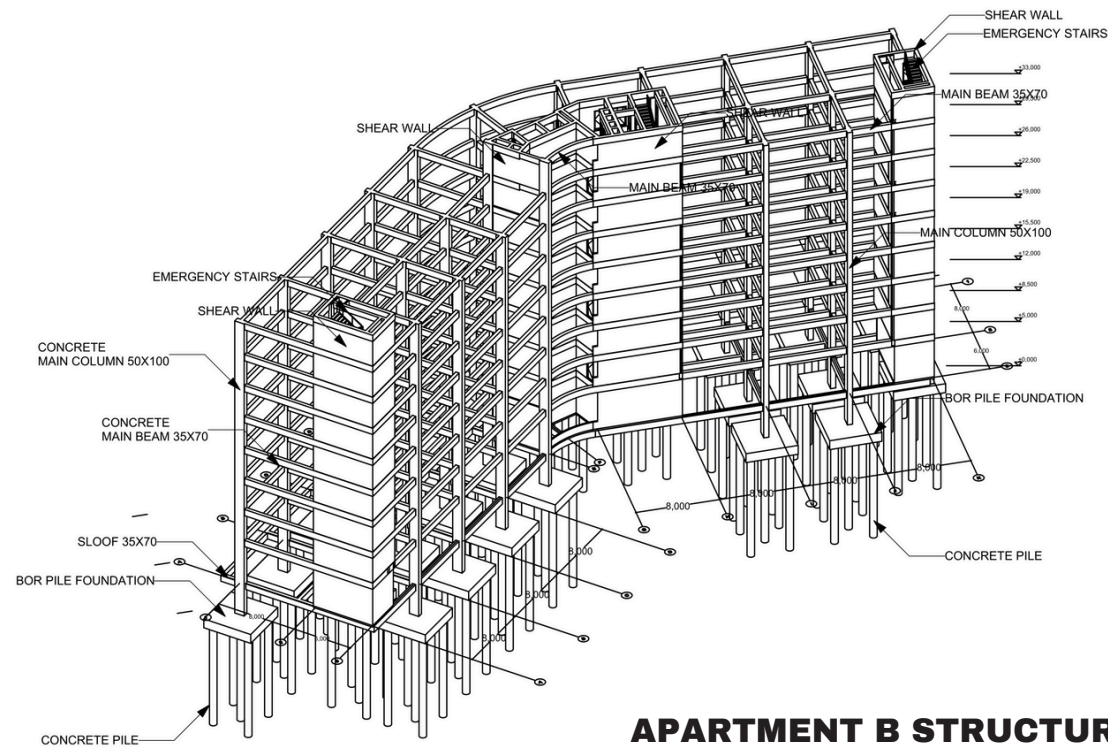 SHEAR WALL
EMERGENCY STAIRS
+33,000
MAIN BEAM 35X70
SHEAR WALL
SHEAR WALL
+26,000
+22,500
MAIN BEAM 35X70
+19,000
+15,500
MAIN COLUMN 50X100
+12,000
EMERGENCY STAIRS
+8,500
8,000
SHEAR WALL
+5,000
CONCRETE
MAIN COLUMN 50X100
6,000
+0,000
BOR PILE FOUNDATION
CONCRETE
MAIN BEAM 35X70
8,000
8,000
8,000
SLOOF 35X70
8,000
CONCRETE PILE
BOR PILE FOUNDATION
8,000
8,000
8,000
CONCRETE PILE
APARTMENT B STRUCTUR